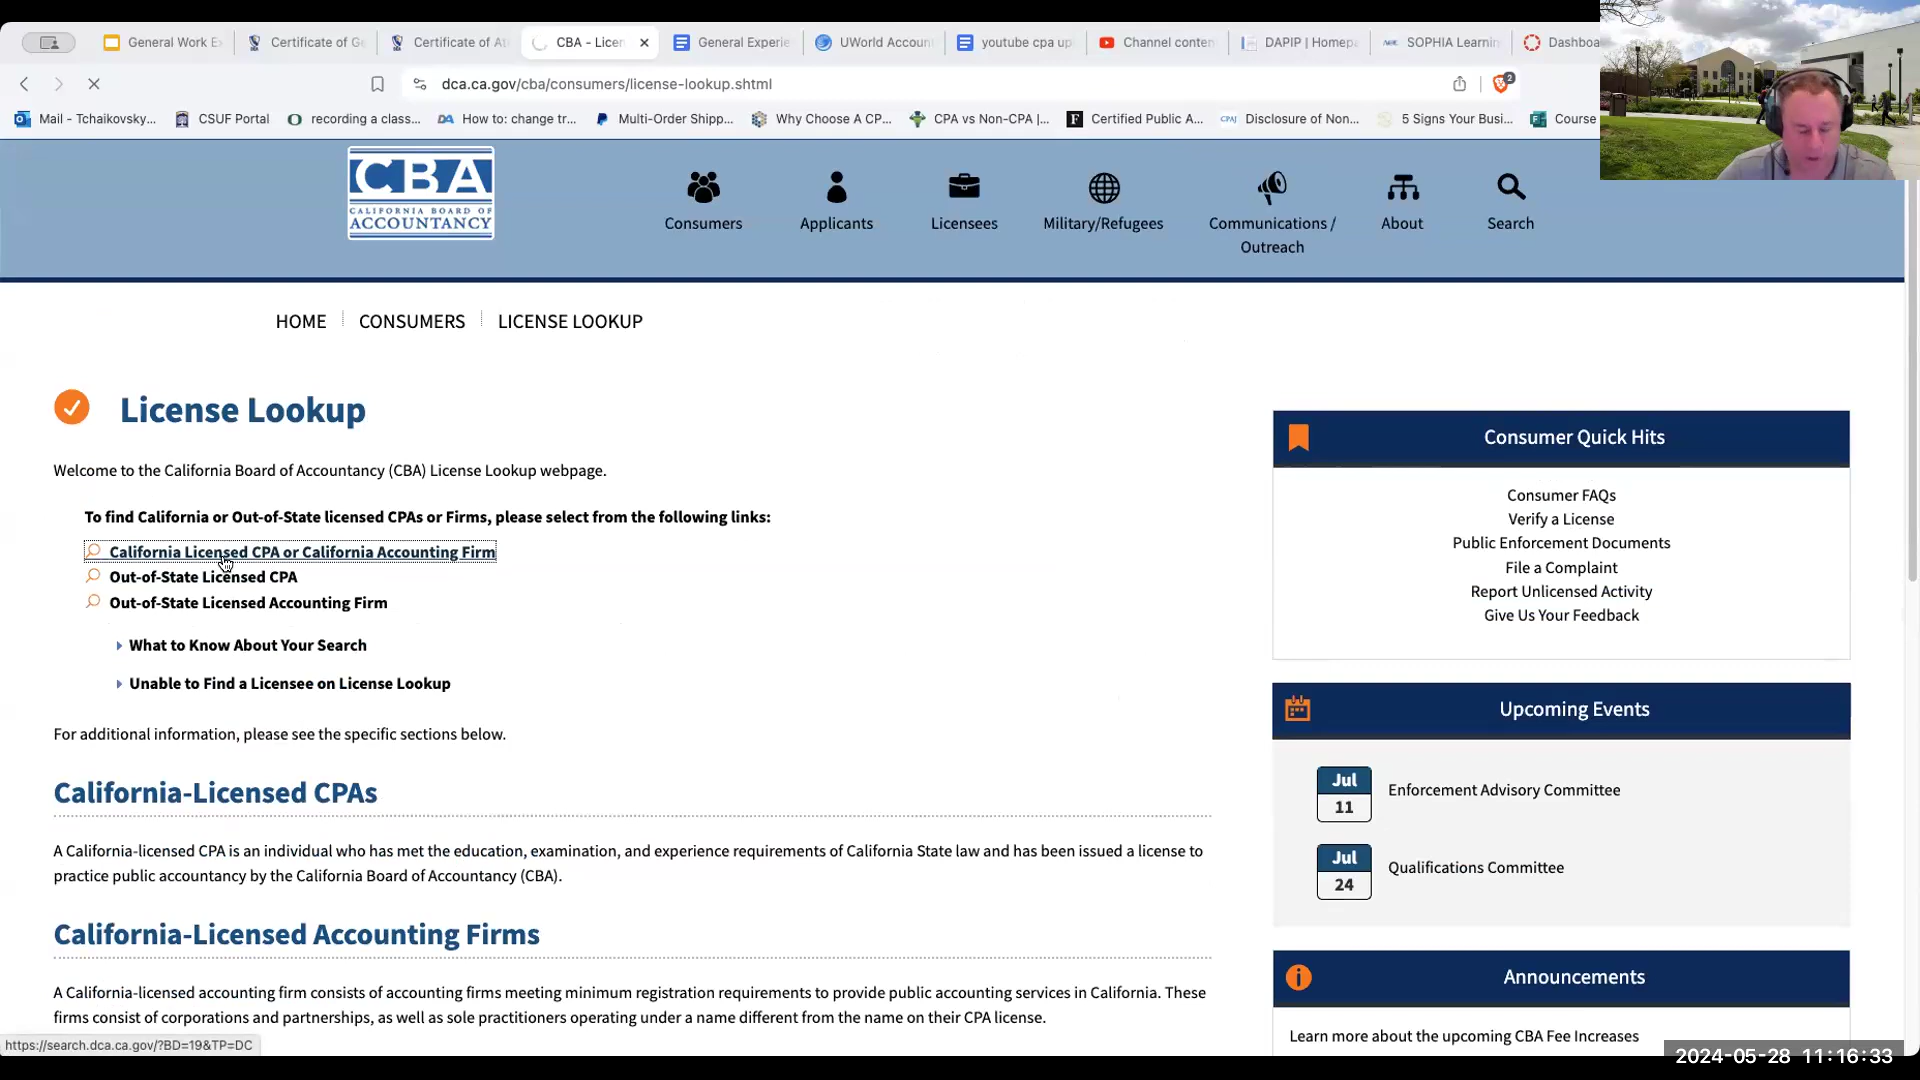 General Work E
Certificate of Ge
Certificate of At
CBA - Licen
General Experie
UWorld Account
youtube cpa up
Channel conten
DAPIP | Homepa
SOPHIA Learnin
Dashboa
dca.ca.gov/cba/consumers/license-lookup.shtml
2
Mail - Tchaikovsky...
CSUF Portal
recording a class...
How to: change tr...
Multi-Order Shipp...
Why Choose A CP...
CPA vs Non-CPA |...
Certified Public A...
Disclosure of Non...
5 Signs Your Busi...
Course
CBA
CALIFORNIA BOARD OF
ACCOUNTANCY
Consumers
Applicants
Licensees
Military/Refugees
Communications /
Outreach
About
Search
HOME
CONSUMERS
LICENSE LOOKUP
License Lookup
Welcome to the California Board of Accountancy (CBA) License Lookup webpage.
To find California or Out-of-State licensed CPAs or Firms, please select from the following links:
California Licensed CPA or California Accounting Firm
Out-of-State Licensed CPA
Out-of-State Licensed Accounting Firm
What to Know About Your Search
Unable to Find a Licensee on License Lookup
For additional information, please see the specific sections below.
California-Licensed CPAs
A California-licensed CPA is an individual who has met the education, examination, and experience requirements of California State law and has been issued a license to
practice public accountancy by the California Board of Accountancy (CBA).
California-Licensed Accounting Firms
A California-licensed accounting firm consists of accounting firms meeting minimum registration requirements to provide public accounting services in California. These
firms consist of corporations and partnerships, as well as sole practitioners operating under a name different from the name on their CPA license.
Consumer Quick Hits
Consumer FAQs
Verify a License
Public Enforcement Documents
File a Complaint
Report Unlicensed Activity
Give Us Your Feedback
Upcoming Events
Jul
11
Enforcement Advisory Committee
Jul
24
Qualifications Committee
Announcements
Learn more about the upcoming CBA Fee Increases
https://search.dca.ca.gov/?BD=19&TP=DC
2024-05-28 11:16:33